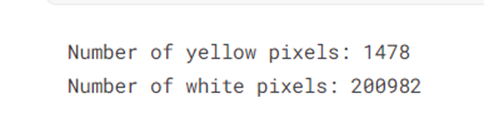 Number of yellow pixels: 1478
Number of white pixels: 200982